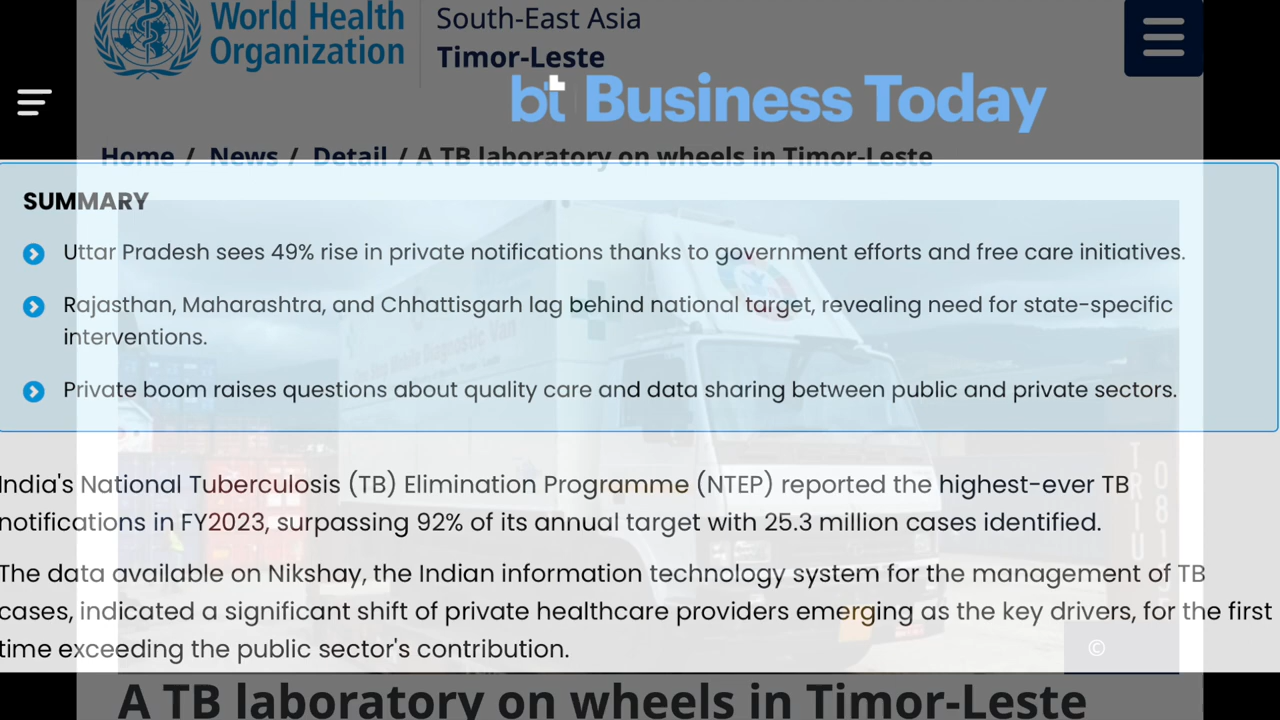 World Health
Organization
South-East Asia
Timor-Leste
bt Business Today
Home / News / Detail / A TB laboratory on wheels in Timor-Leste
SUMMARY
Uttar Pradesh sees 49% rise in private notifications thanks to government efforts and free care initiatives.
Rajasthan, Maharashtra, and Chhattisgarh lag behind national target, revealing need for state-specific
interventions.
Private boom raises questions about quality care and data sharing between public and private sectors.
India's National Tuberculosis (TB) Elimination Programme (NTEP) reported the highest-ever TB
notifications in FY2023, surpassing 92% of its annual target with 25.3 million cases identified.
The data available on Nikshay, the Indian information technology system for the management of TB
cases, indicated a significant shift of private healthcare providers emerging as the key drivers, for the first
time exceeding the public sector's contribution.
©
A TB laboratory on wheels in Timor-Leste